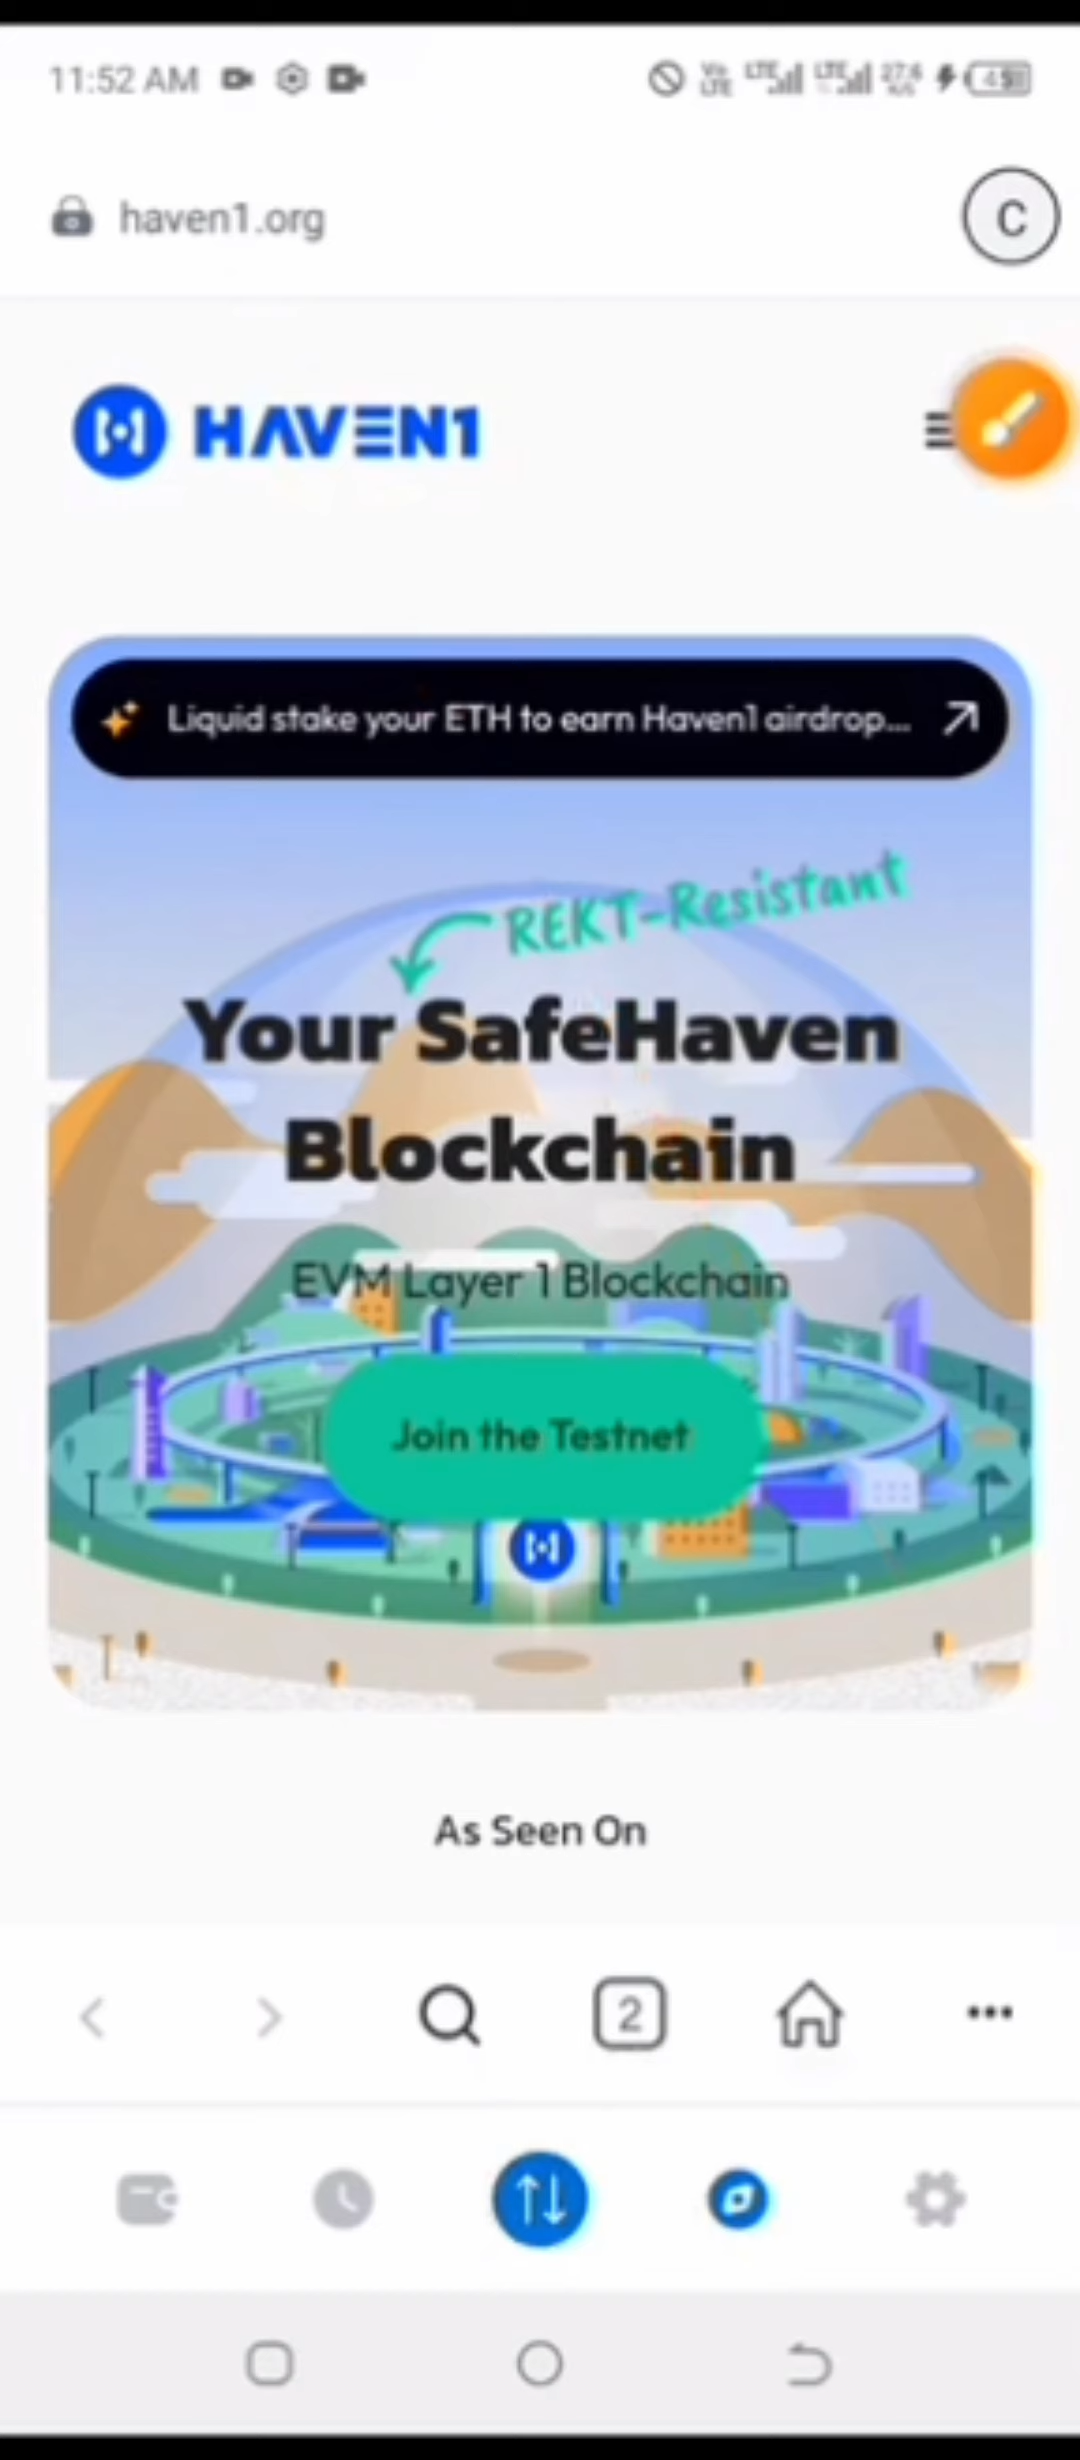 11:52 AM
haven1.org
C
HAVEN1
Liquid stake your ETH to earn Haven1 airdrop...
REKT-Resistant
Your SafeHaven
Blockchain
EVM Layer 1 Blockchain
Join the Testnet
As Seen On
2